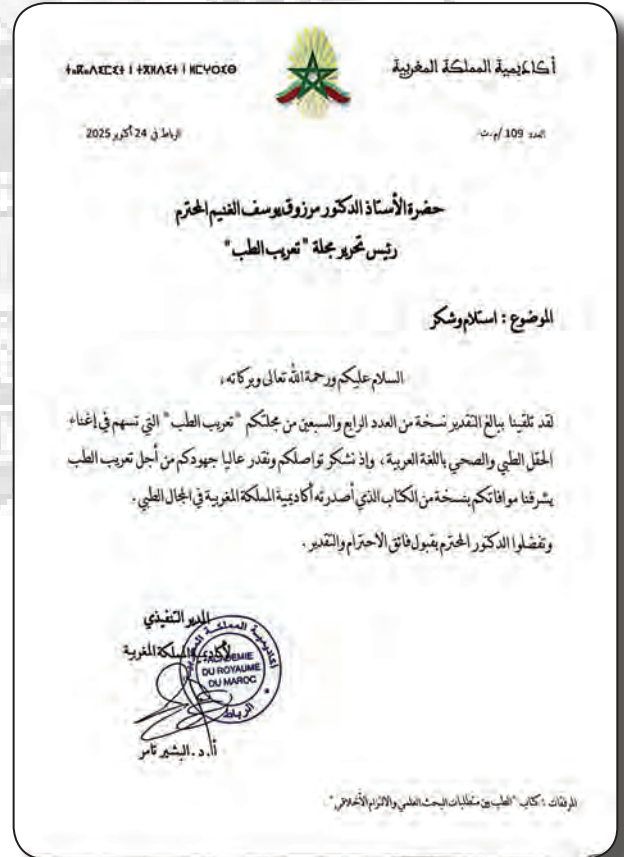 أكاديمية المملكة المغربية
ⵜⴰⴽⴰⴷⵉⵎⵉⵜ ⵏ ⵜⴳⵍⴷⵉⵜ ⵏ ⵍⵎⵖⵔⵉⴱ
العدد 109 /م.ت.
الرباط في 24 أكتوبر 2025
حضرة الأستاذ الدكتور مرزوق يوسف الغنيم المحترم
رئيس تحرير مجلة "تعريب الطب"
الموضوع : استلام وشكر
السلام عليكم ورحمة الله تعالى وبركاته،
لقد تلقينا ببالغ التقدير نسخة من العدد الرابع والسبعين من مجلتكم "تعريب الطب" التي تسهم في إغناء
الحقل الطبي والصحي باللغة العربية، وإذ نشكر تواصلكم ونقدر عاليا جهودكم من أجل تعريب الطب
يشرفنا موافاتكم بنسخة من الكتاب الذي أصدرته أكاديمية المملكة المغربية في المجال الطبي.
وتفضلوا الدكتور المحترم بقبول فائق الاحترام والتقدير.
المدير التنفيذي
لأكاديمية المملكة المغربية
أكاديمية المملكة المغربية
ACADEMIE
DU ROYAUME
DU MAROC
الرباط
أ.د. البشير تامر
المرفقات : كتاب "الطب بين متطلبات البحث العلمي والالتزام الأخلاقي".